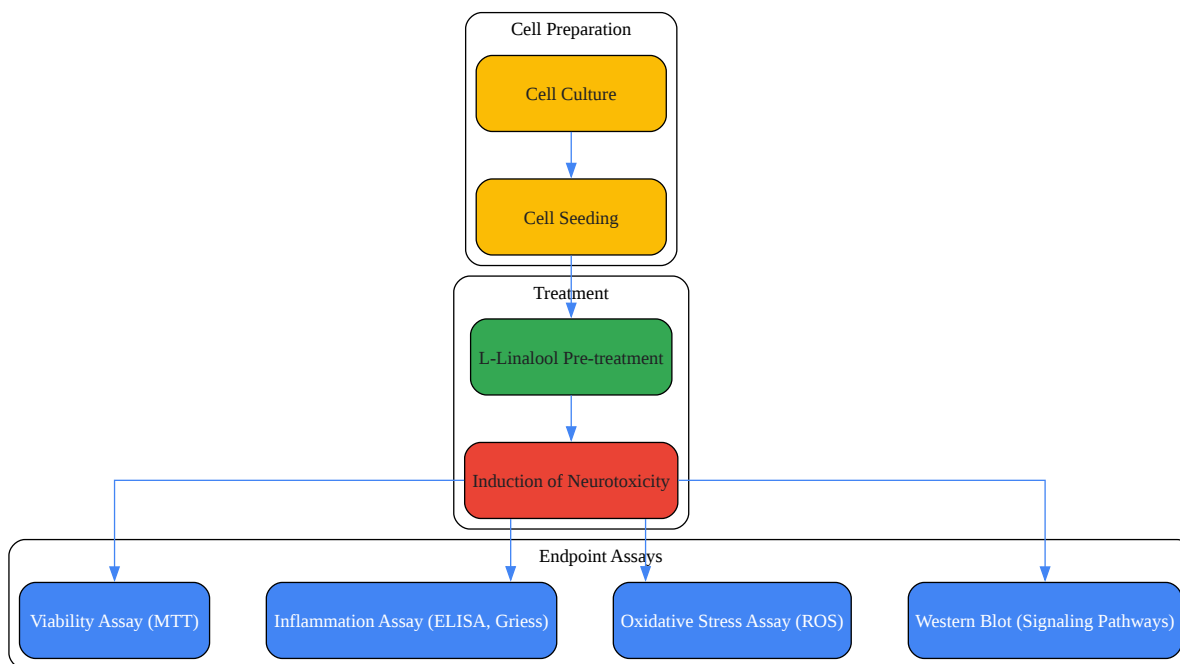 Cell Preparation
Cell Culture
Cell Seeding
Treatment
L-Linalool Pre-treatment
Induction of Neurotoxicity
Endpoint Assays
Viability Assay (MTT)
Inflammation Assay (ELISA, Griess)
Oxidative Stress Assay (ROS)
Western Blot (Signaling Pathways)